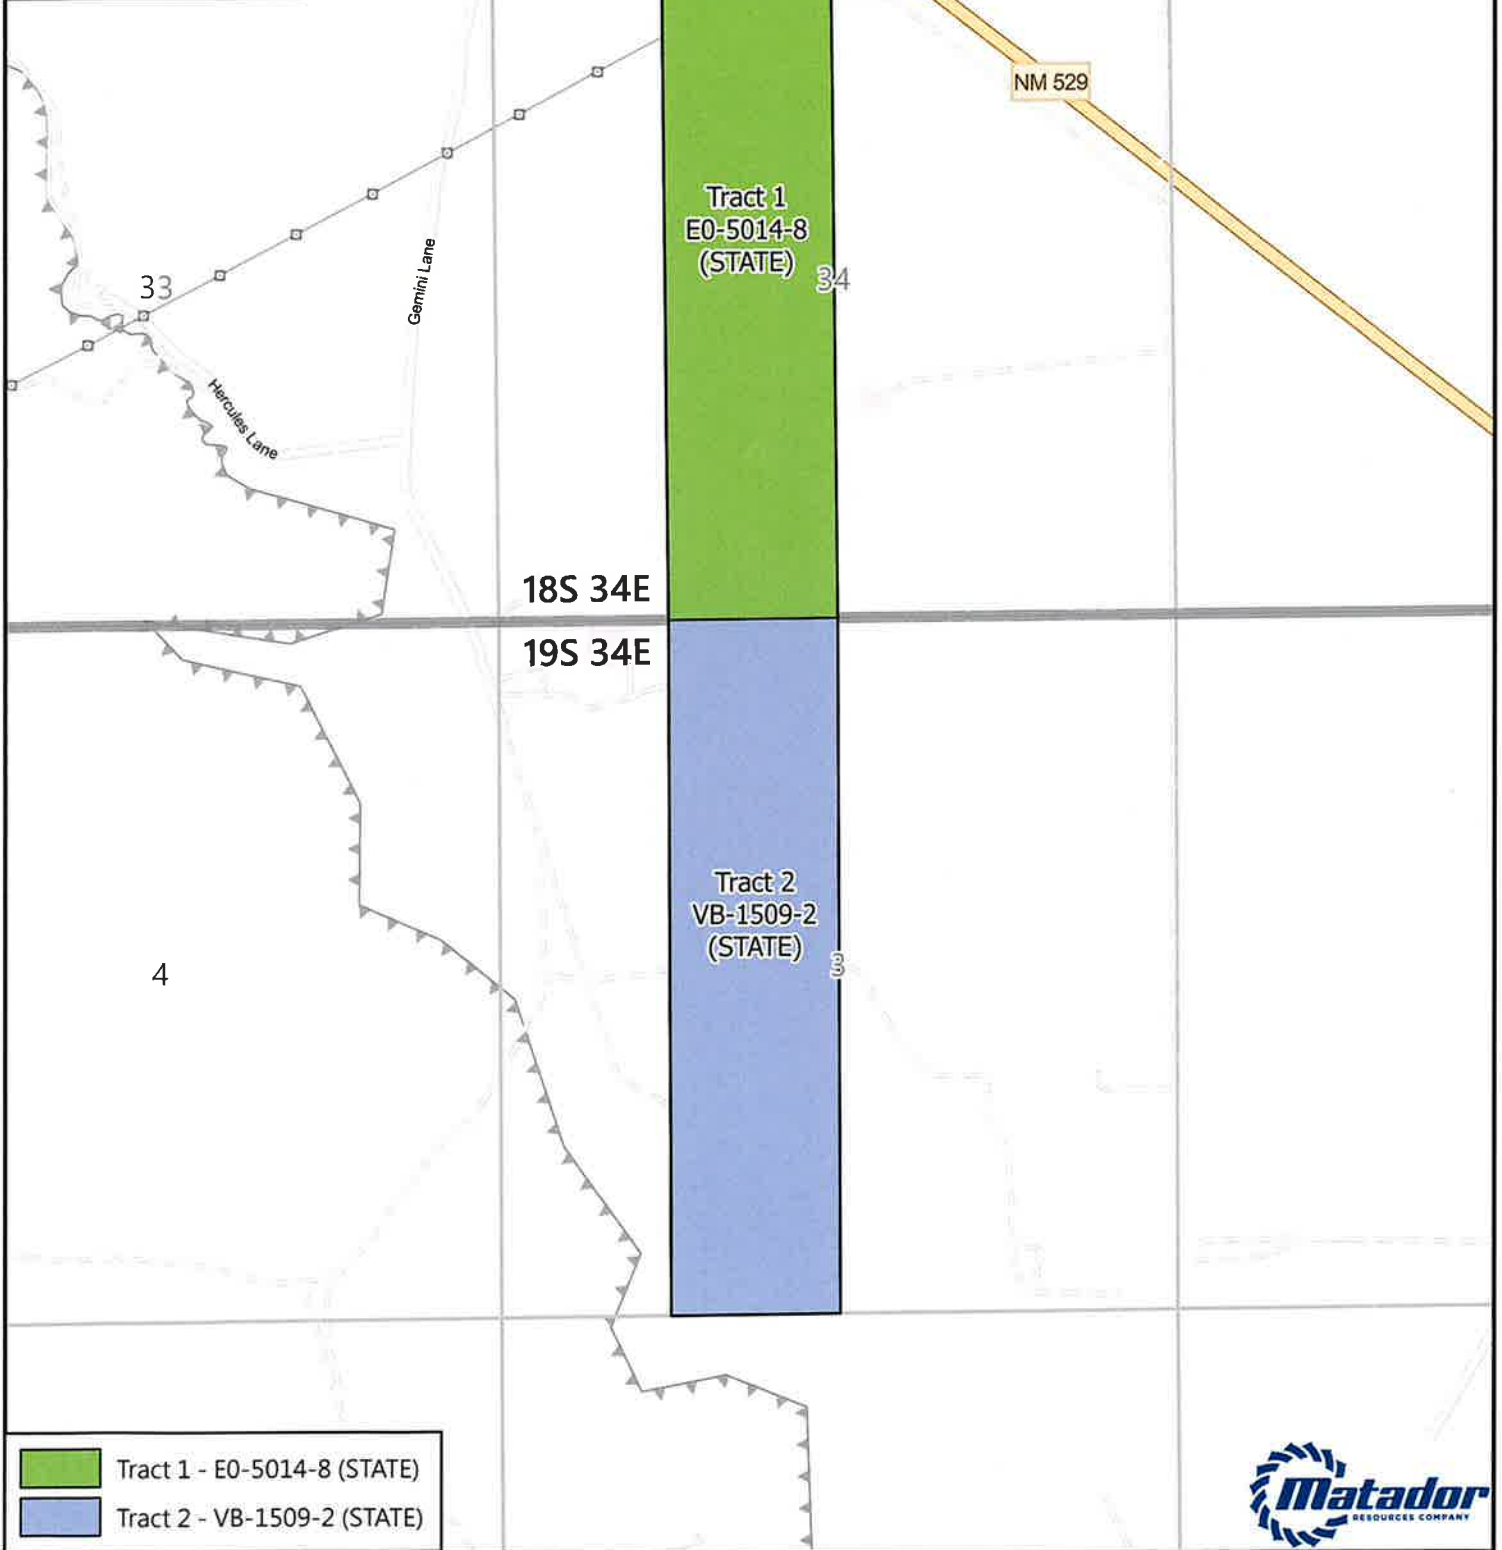 NM 529
Tract 1
E0-5014-8
(STATE)
34
33
Gemini Lane
Hercules Lane
18S 34E
19S 34E
Tract 2
VB-1509-2
(STATE)
3
4
Tract 1 - E0-5014-8 (STATE)
Tract 2 - VB-1509-2 (STATE)
Matador
RESOURCES COMPANY